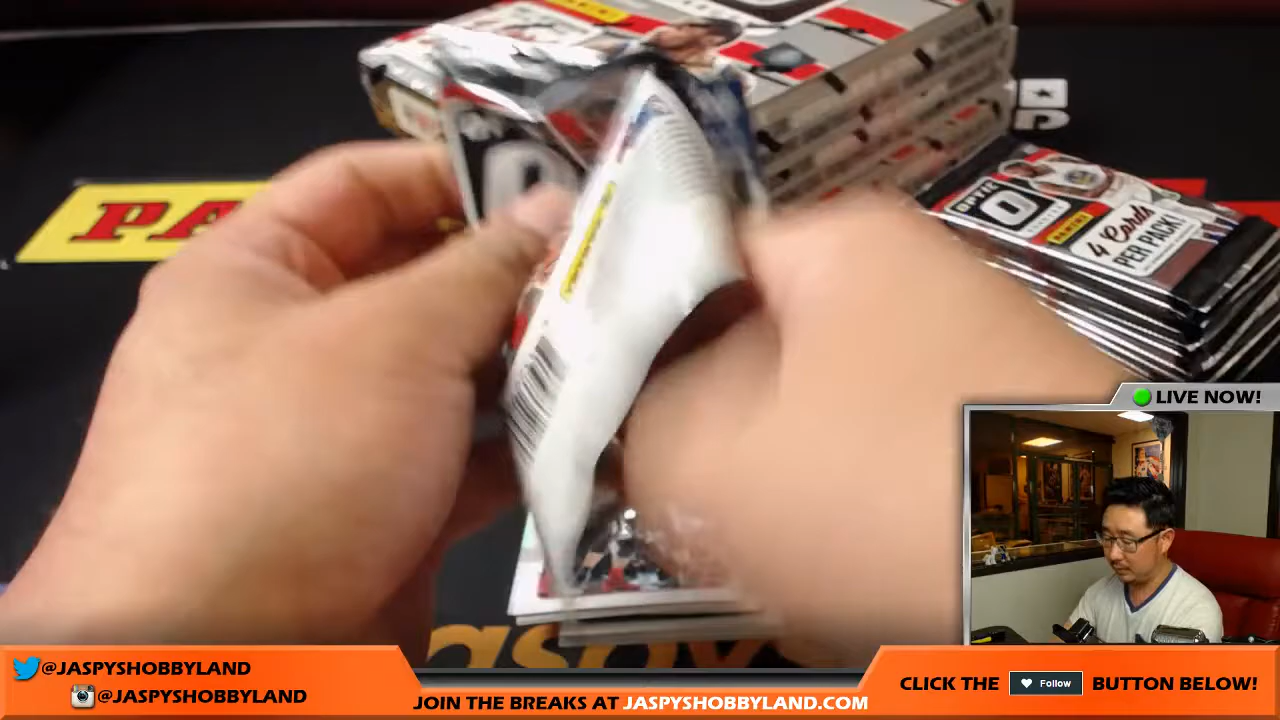 PA
OPTIC
PANINI
4 Cards
PER PACK!
LIVE NOW!
@JASPYSHOBBYLAND
@JASPYSHOBBYLAND
JOIN THE BREAKS AT JASPYSHOBBYLAND.COM
CLICK THE Follow BUTTON BELOW!